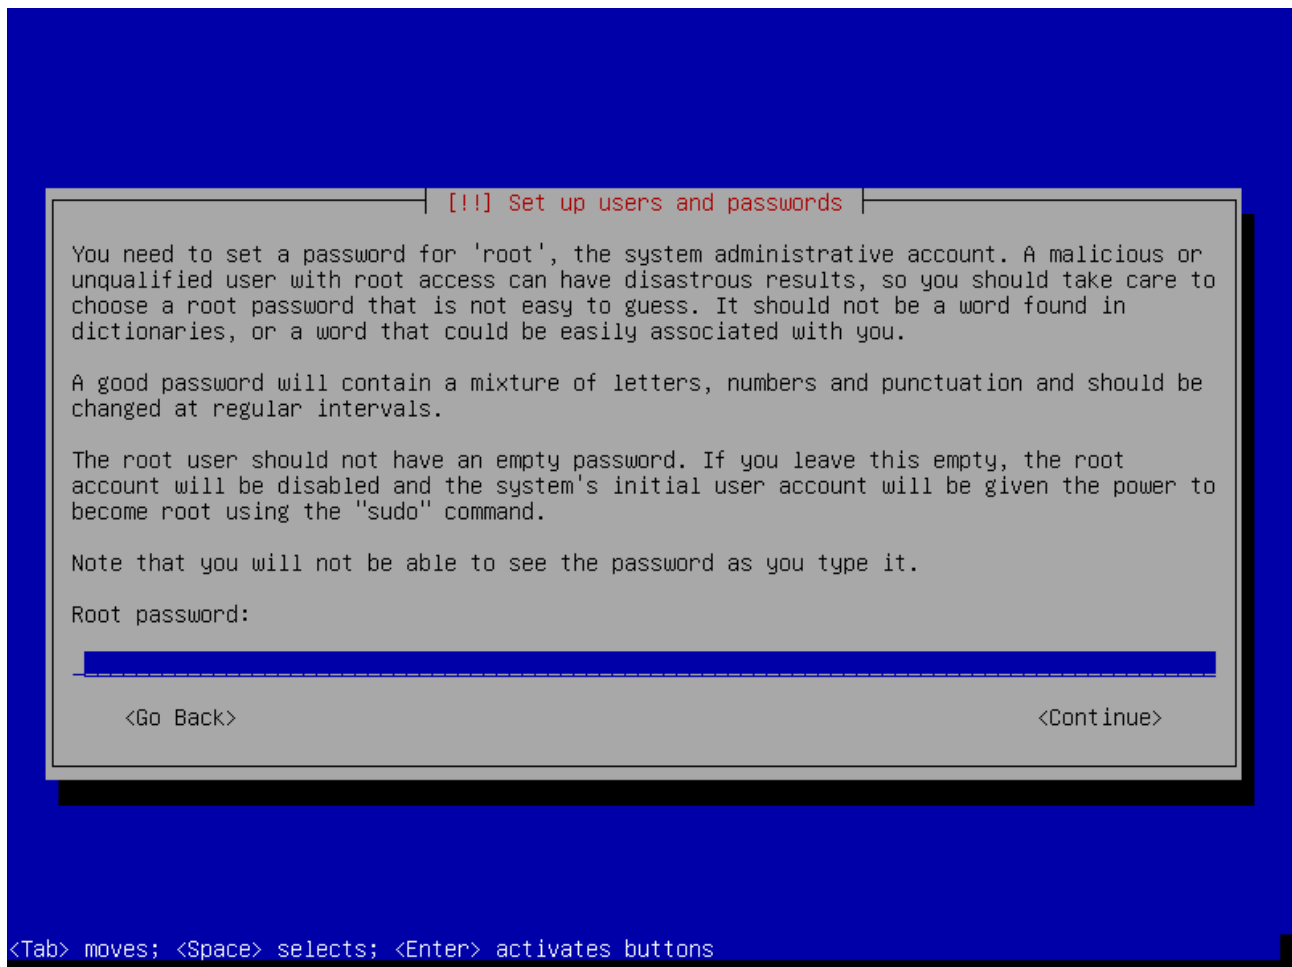 [!!] Set up users and passwords
You need to set a password for 'root', the system administrative account. A malicious or
unqualified user with root access can have disastrous results, so you should take care to
choose a root password that is not easy to guess. It should not be a word found in
dictionaries, or a word that could be easily associated with you.
A good password will contain a mixture of letters, numbers and punctuation and should be
changed at regular intervals.
The root user should not have an empty password. If you leave this empty, the root
account will be disabled and the system's initial user account will be given the power to
become root using the "sudo" command.
Note that you will not be able to see the password as you type it.
Root password:
<Go Back> <Continue>
<Tab> moves; <Space> selects; <Enter> activates buttons